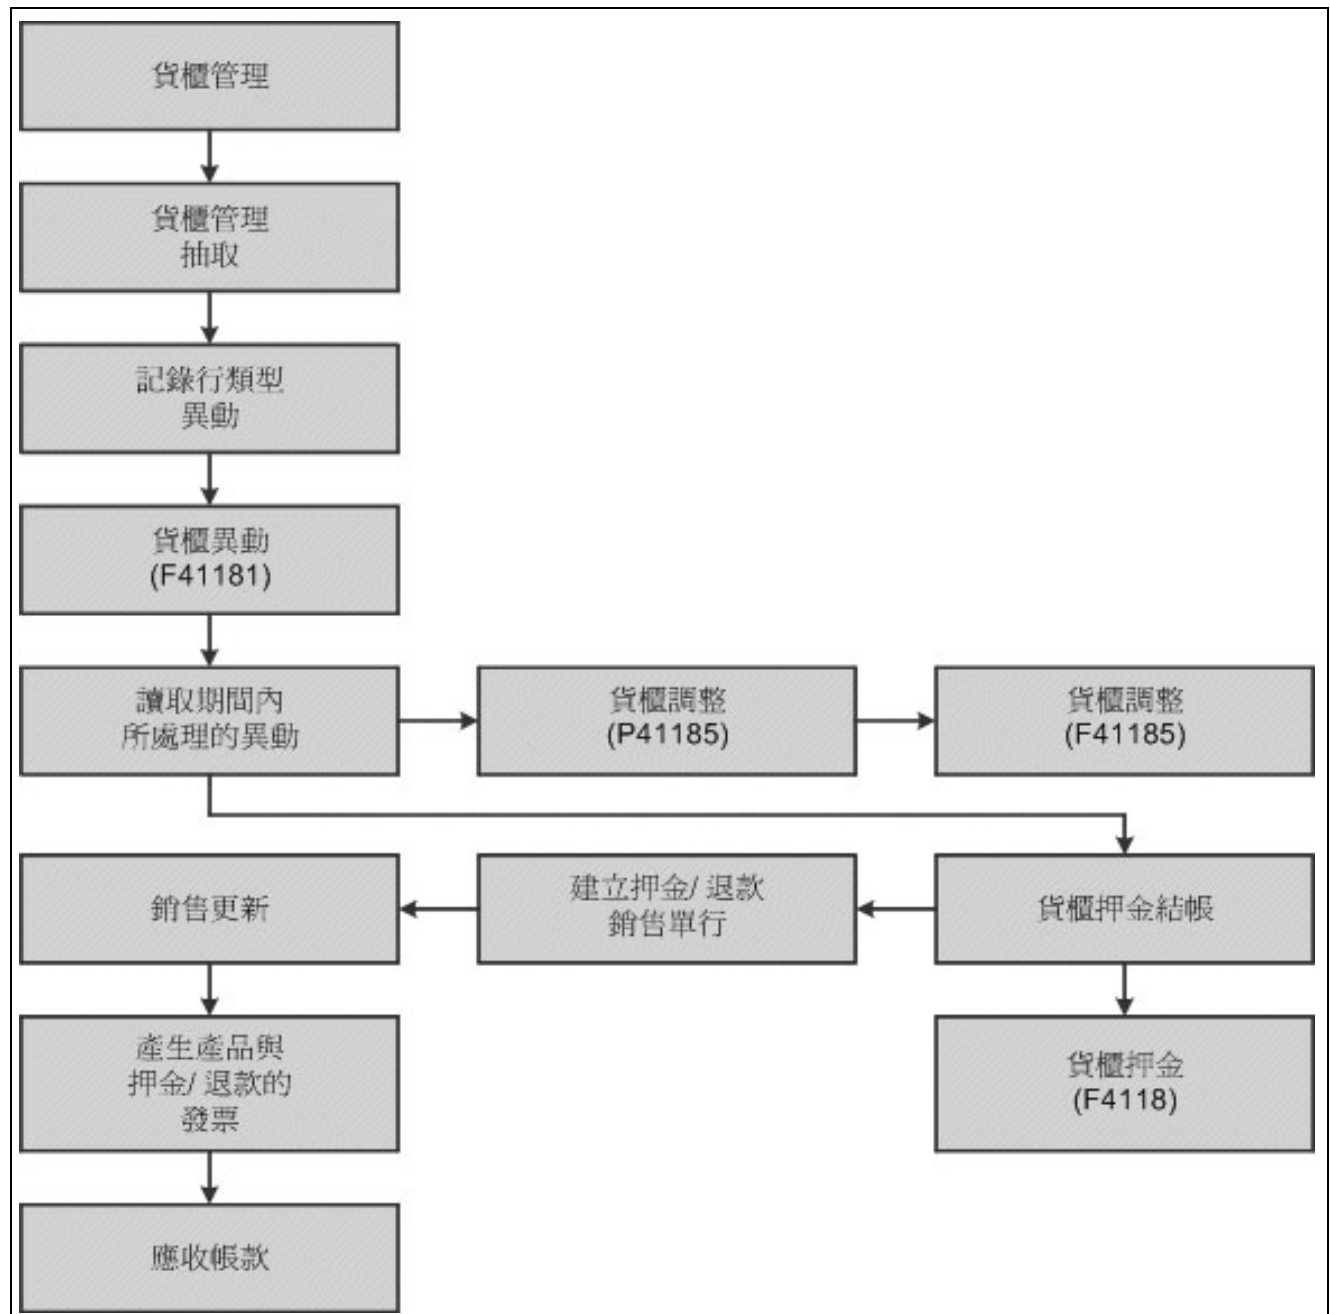 貨櫃管理
貨櫃管理
抽取
記錄行類型
異動
貨櫃異動
(F41181)
讀取期間內
所處理的異動
貨櫃調整
(P41185)
貨櫃調整
(F41185)
銷售更新
建立押金/ 退款
銷售單行
貨櫃押金結帳
產生產品與
押金/ 退款的
發票
貨櫃押金
(F4118)
應收帳款